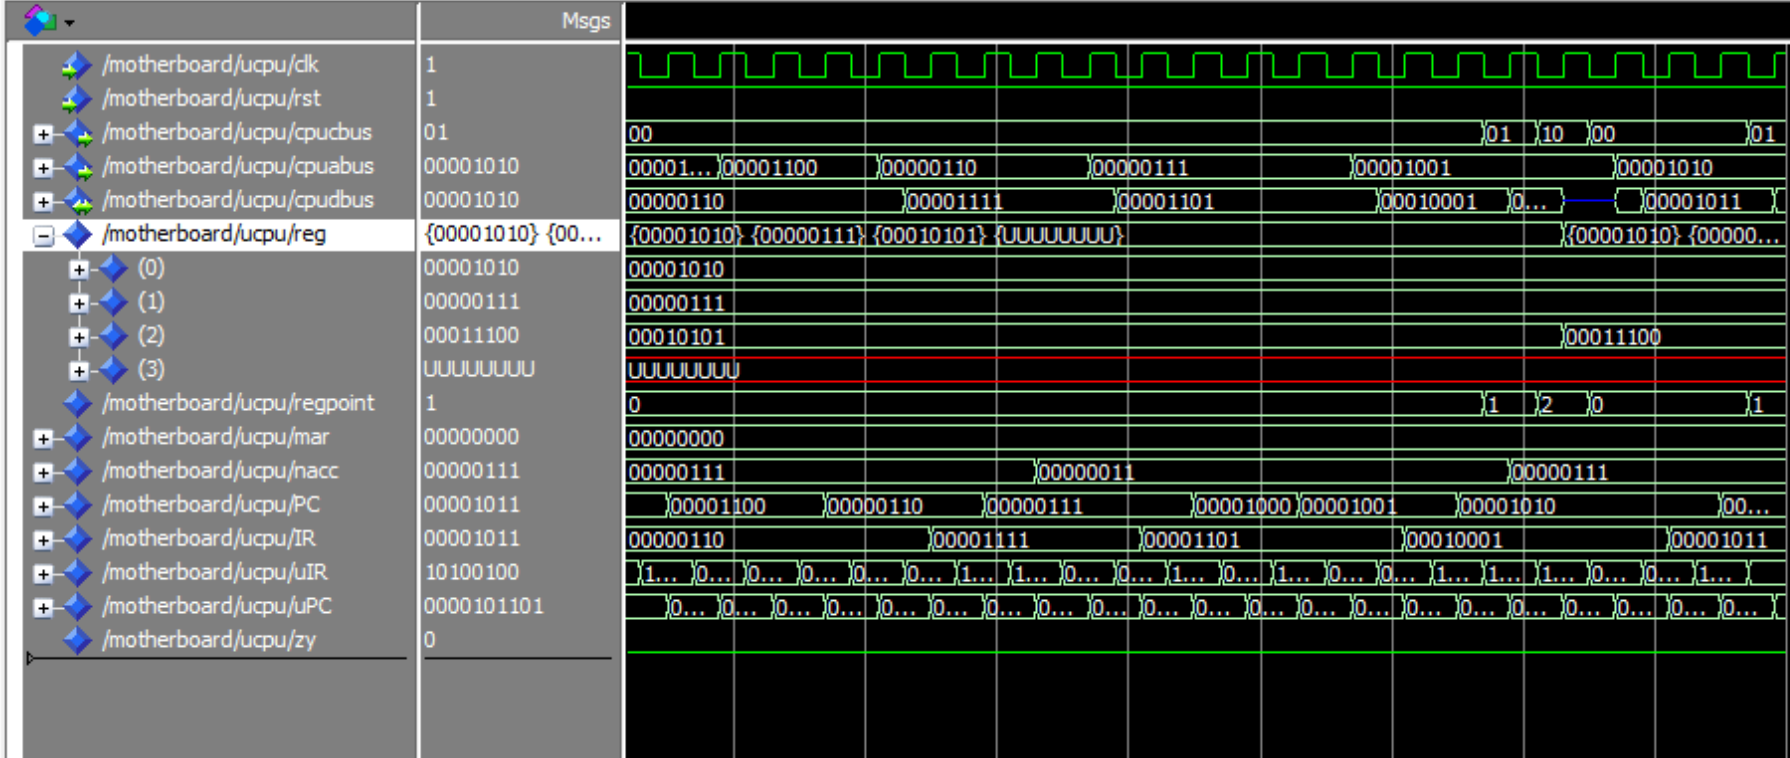 Msgs
/motherboard/ucpu/clk 1
/motherboard/ucpu/rst 1
/motherboard/ucpu/cpucbus 01 00 01 10 00 01
/motherboard/ucpu/cpuabus 00001010 00001... 00001100 00000110 00000111 00001001 00001010
/motherboard/ucpu/cpudbus 00001010 00000110 00001111 00001101 00010001 0... 00001011
/motherboard/ucpu/reg {00001010} {00... {00001010} {00000111} {00010101} {UUUUUUUU} {00001010} {00000...
(0) 00001010 00001010
(1) 00000111 00000111
(2) 00011100 00010101 00011100
(3) UUUUUUUU UUUUUUUU
/motherboard/ucpu/regpoint 1 0 1 2 0 1
/motherboard/ucpu/mar 00000000 00000000
/motherboard/ucpu/nacc 00000111 00000111 00000011 00000111
/motherboard/ucpu/PC 00001011 00001100 00000110 00000111 00001000 00001001 00001010 00...
/motherboard/ucpu/IR 00001011 00000110 00001111 00001101 00010001 00001011
/motherboard/ucpu/uIR 10100100 1... 0... 0... 0... 0... 0... 1... 1... 0... 0... 1... 0... 1... 0... 0... 1... 1... 1... 0... 0... 1...
/motherboard/ucpu/uPC 0000101101 0... 0... 0... 0... 0... 0... 0... 0... 0... 0... 0... 0... 0... 0... 0... 0... 0... 0... 0... 0... 0...
/motherboard/ucpu/zy 0